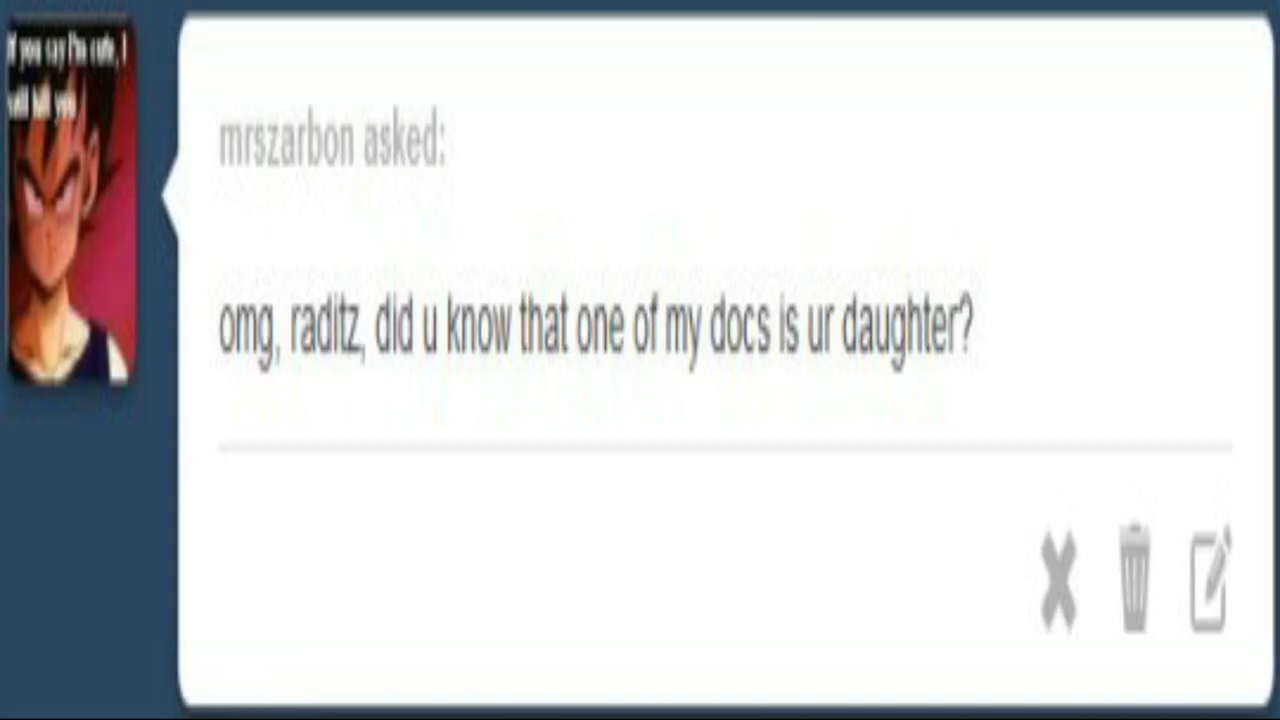 If you say I'm cute, I
will kill you
mrszarbon asked:
omg, raditz, did u know that one of my docs is ur daughter?